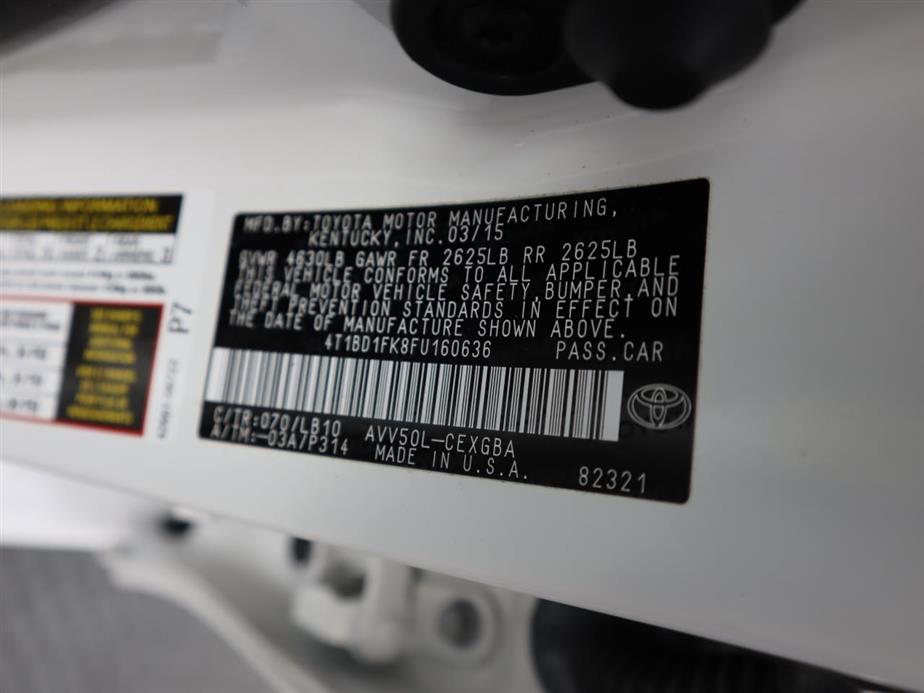 MFD.BY:TOYOTA MOTOR MANUFACTURING,
KENTUCKY, INC.03/15
GVWR 4630LB GAWR FR 2625LB RR 2625LB
THIS VEHICLE CONFORMS TO ALL APPLICABLE
FEDERAL MOTOR VEHICLE SAFETY,BUMPER,AND
THEFT PREVENTION STANDARDS IN EFFECT ON
THE DATE OF MANUFACTURE SHOWN ABOVE.
4T1BD1FK8FU160636 PASS.CAR
C/TR:070/LB10 AVV50L-CEXGBA
A/TM:-03A/P314 MADE IN U.S.A.
82321
P7